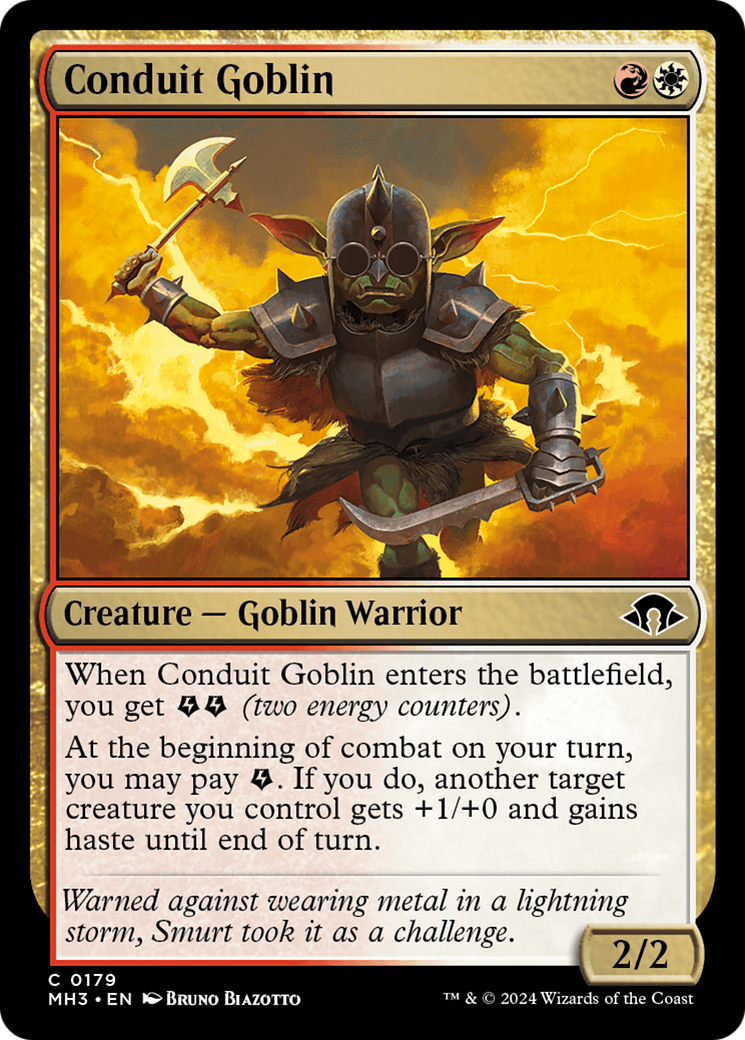 Conduit Goblin
Creature — Goblin Warrior
When Conduit Goblin enters the battlefield,
you get (two energy counters).
At the beginning of combat on your turn,
you may pay . If you do, another target
creature you control gets +1/+0 and gains
haste until end of turn.
Warned against wearing metal in a lightning
storm, Smurt took it as a challenge.
2/2
C 0179
MH3 • EN Bruno Biazotto
™ & © 2024 Wizards of the Coast